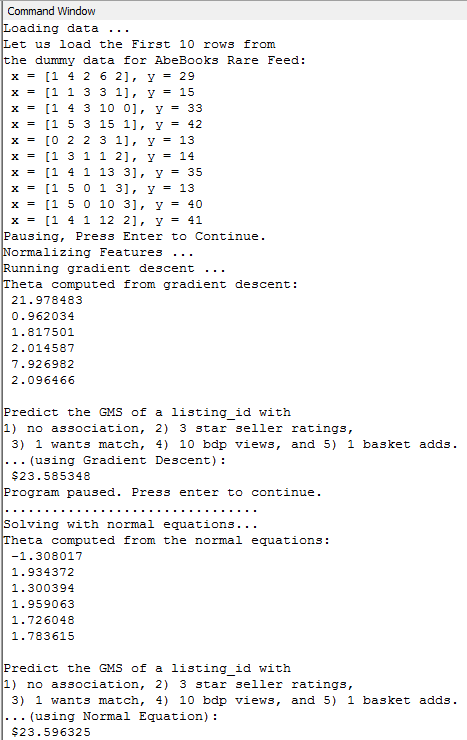 Command Window
Loading data ...
Let us load the First 10 rows from
the dummy data for AbeBooks Rare Feed:
x = [1 4 2 6 2], y = 29
x = [1 1 3 3 1], y = 15
x = [1 4 3 10 0], y = 33
x = [1 5 3 15 1], y = 42
x = [0 2 2 3 1], y = 13
x = [1 3 1 1 2], y = 14
x = [1 4 1 13 3], y = 35
x = [1 5 0 1 3], y = 13
x = [1 5 0 10 3], y = 40
x = [1 4 1 12 2], y = 41
Pausing, Press Enter to Continue.
Normalizing Features ...
Running gradient descent ...
Theta computed from gradient descent:
21.978483
0.962034
1.817501
2.014587
7.926982
2.096466
Predict the GMS of a listing_id with
1) no association, 2) 3 star seller ratings,
3) 1 wants match, 4) 10 bdp views, and 5) 1 basket adds.
...(using Gradient Descent):
$23.585348
Program paused. Press enter to continue.
...............................
Solving with normal equations...
Theta computed from the normal equations:
-1.308017
1.934372
1.300394
1.959063
1.726048
1.783615
Predict the GMS of a listing_id with
1) no association, 2) 3 star seller ratings,
3) 1 wants match, 4) 10 bdp views, and 5) 1 basket adds.
...(using Normal Equation):
$23.596325